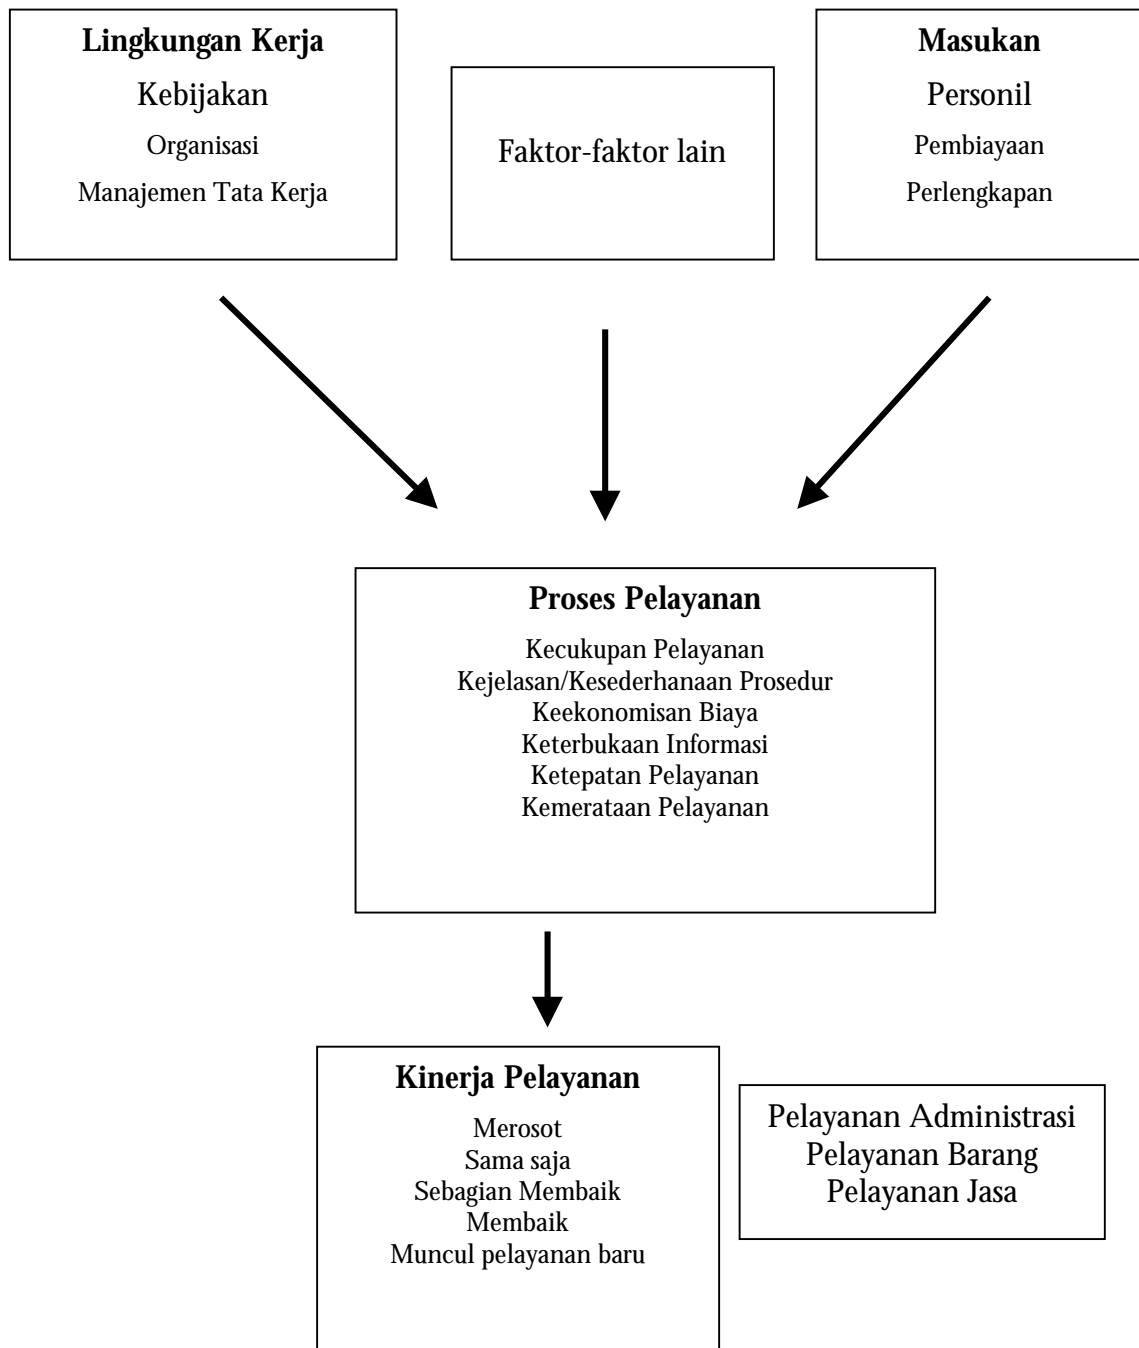 Lingkungan Kerja
Kebijakan
Organisasi
Manajemen Tata Kerja
Faktor-faktor lain
Masukan
Personil
Pembiayaan
Perlengkapan
Proses Pelayanan
Kecukupan Pelayanan
Kejelasan/Kesederhanaan Prosedur
Keekonomisan Biaya
Keterbukaan Informasi
Ketepatan Pelayanan
Kemerataan Pelayanan
Kinerja Pelayanan
Merosot
Sama saja
Sebagian Membaik
Membaik
Muncul pelayanan baru
Pelayanan Administrasi
Pelayanan Barang
Pelayanan Jasa